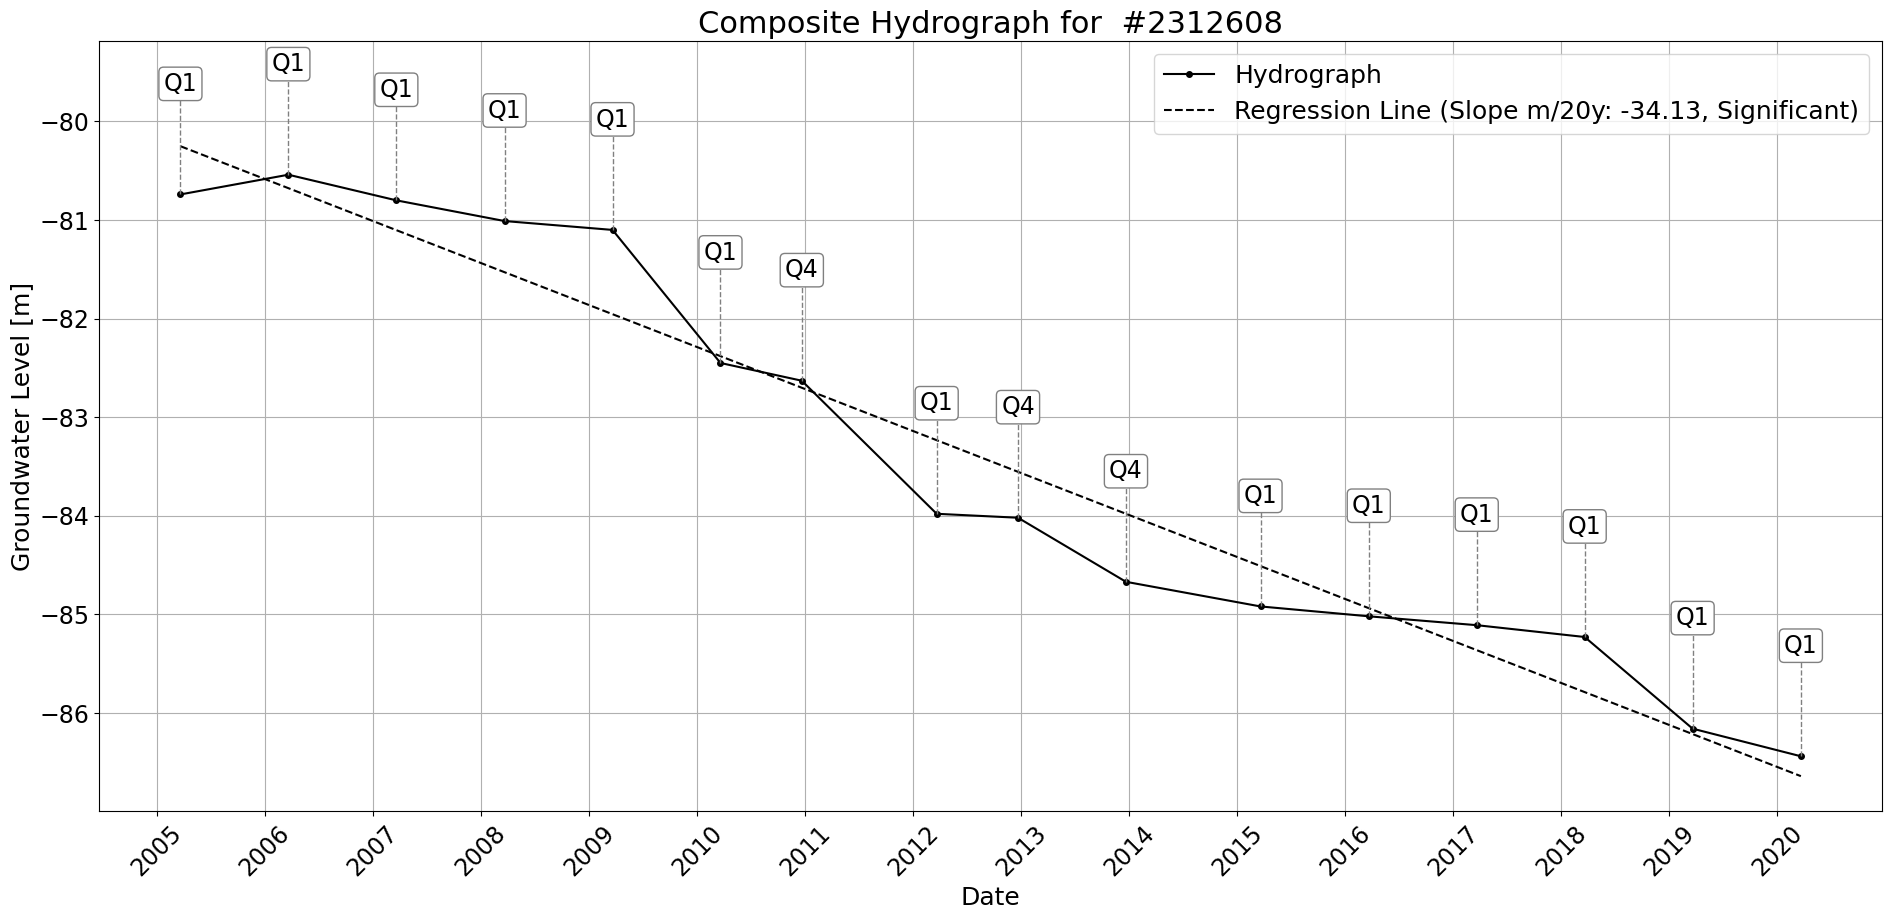 Composite Hydrograph for #2312608
Hydrograph
Regression Line (Slope m/20y: -34.13, Significant)
Q1
Q1
Q1
Q1
Q1
Q1
Q4
Q1
Q4
Q4
Q1
Q1
Q1
Q1
Q1
Q1
Groundwater Level [m]
−80
−81
−82
−83
−84
−85
−86
2005
2006
2007
2008
2009
2010
2011
2012
2013
2014
2015
2016
2017
2018
2019
2020
Date